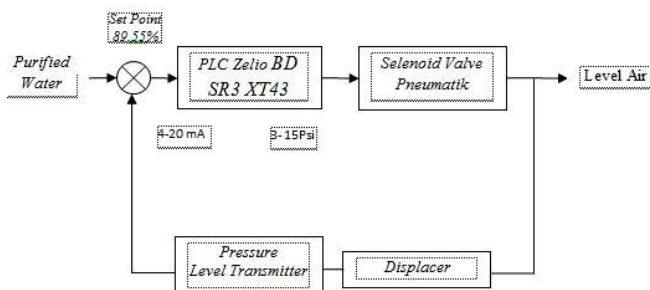 Set Point
89.55%
Purified
Water
PLC Zelio BD
SR3 XT43
Selenoid Valve
Pneumatik
Level Air
4-20 mA
3- 15Psi
Pressure
Level Transmitter
Displacer